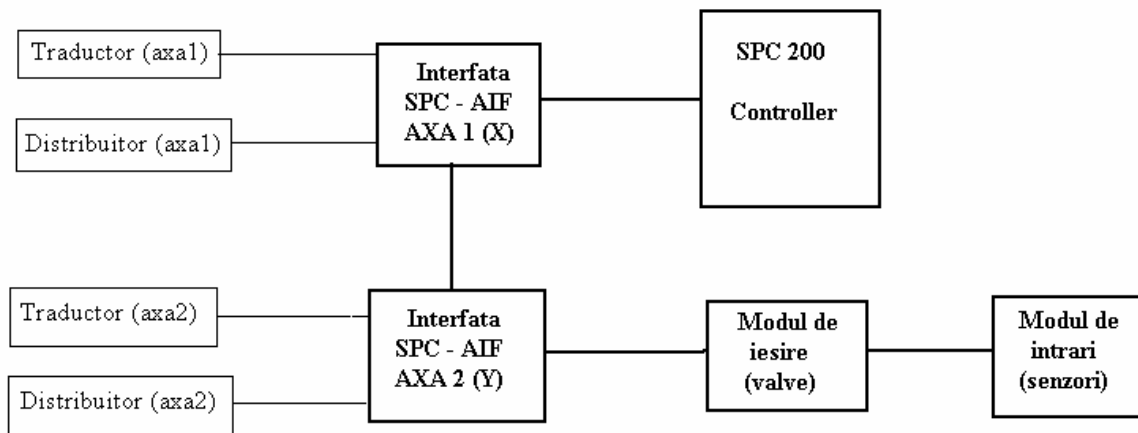 Traductor (axa1)
Distribuitor (axa1)
Interfata
SPC - AIF
AXA 1 (X)
SPC 200
Controller
Traductor (axa2)
Distribuitor (axa2)
Interfata
SPC - AIF
AXA 2 (Y)
Modul de
iesire
(valve)
Modul de
intrari
(senzori)